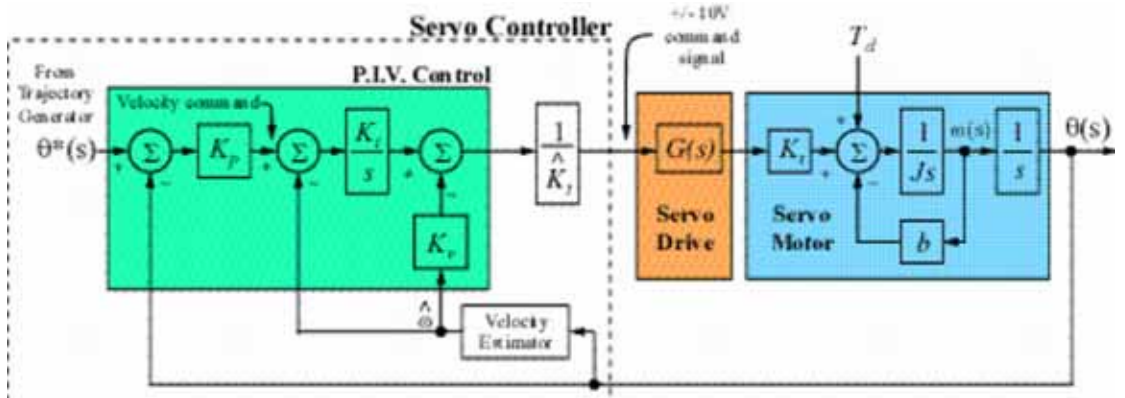 Servo Controller
+/- 10V
command
signal
T_d
From
Trajectory
Generator
P.I.V. Control
Velocity command
θ*(s)
+
Σ
−
K_p
+
Σ
−
K_i
s
+
Σ
−
1
K̂_t
G(s)
K_t
+
+
Σ
−
1
Js
ω(s)
1
s
θ(s)
K_v
Servo
Drive
Servo
Motor
b
ω̂
Velocity
Estimator